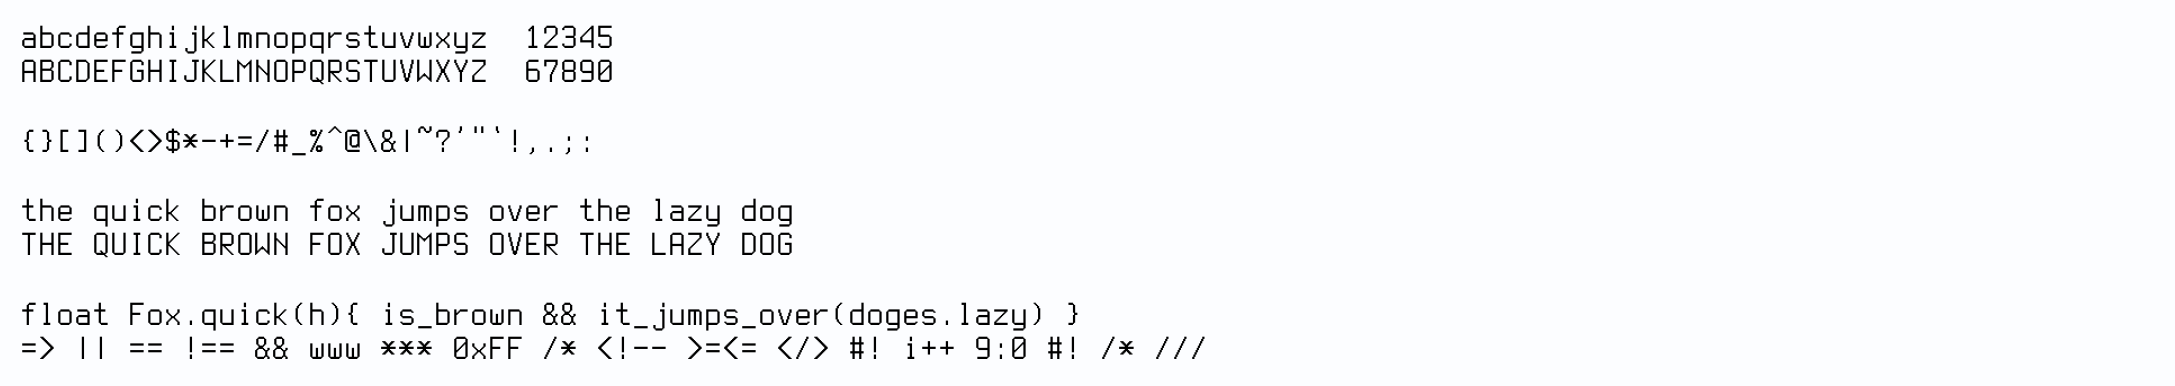 abcdefghijklmnopqrstuvwxyz  12345
ABCDEFGHIJKLMNOPQRSTUVWXYZ  67890
{}[]()<>$*-+=/#_%^@\&|~?'"`!,.;:
the quick brown fox jumps over the lazy dog
THE QUICK BROWN FOX JUMPS OVER THE LAZY DOG
float Fox.quick(h){ is_brown && it_jumps_over(doges.lazy) }
=> || == !== && www *** 0xFF /* <!-- >=<= </> #! i++ 9:0 #! /* ///